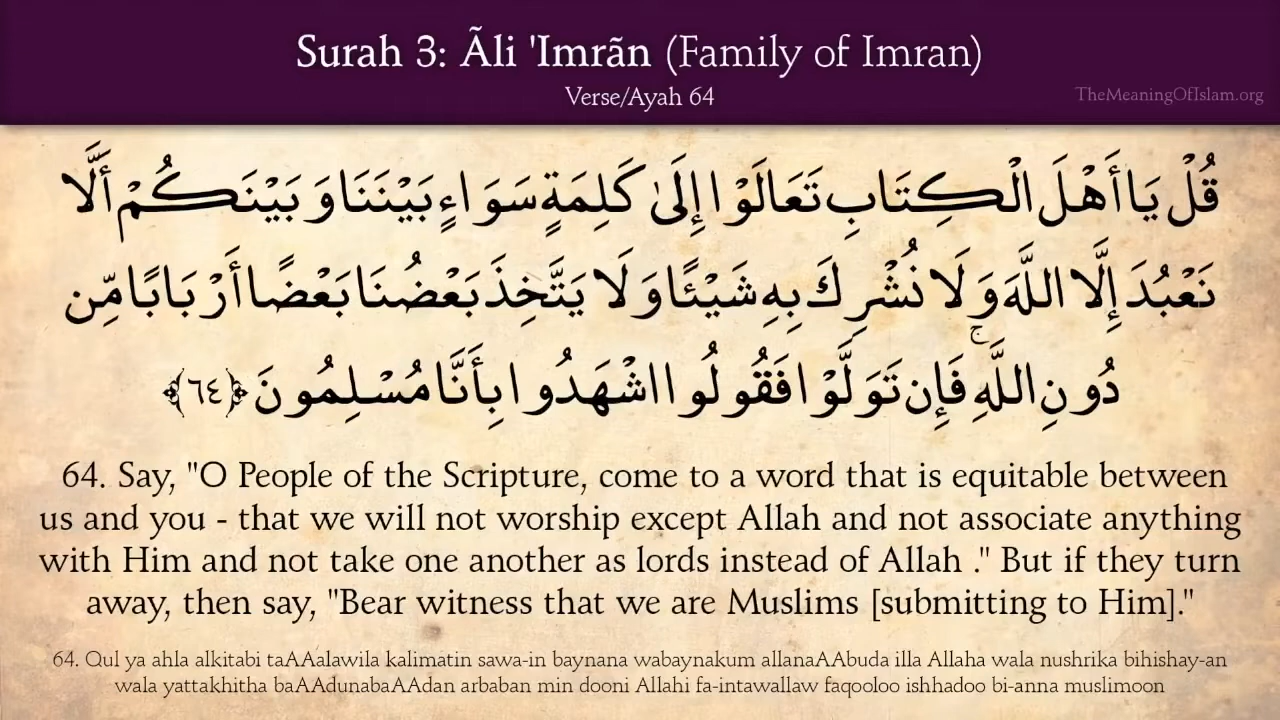 Surah 3: Ãli 'Imrãn (Family of Imran)
Verse/Ayah 64
TheMeaningOfIslam.org
قُلْ يَا أَهْلَ الْكِتَابِ تَعَالَوْا إِلَىٰ كَلِمَةٍ سَوَاءٍ بَيْنَنَا وَبَيْنَكُمْ أَلَّا
نَعْبُدَ إِلَّا اللَّهَ وَلَا نُشْرِكَ بِهِ شَيْئًا وَلَا يَتَّخِذَ بَعْضُنَا بَعْضًا أَرْبَابًا مِّن
دُونِ اللَّهِ ۚ فَإِن تَوَلَّوْا فَقُولُوا اشْهَدُوا بِأَنَّا مُسْلِمُونَ ﴿٦٤﴾
64. Say, "O People of the Scripture, come to a word that is equitable between
us and you - that we will not worship except Allah and not associate anything
with Him and not take one another as lords instead of Allah ." But if they turn
away, then say, "Bear witness that we are Muslims [submitting to Him]."
64. Qul ya ahla alkitabi taAAalawila kalimatin sawa-in baynana wabaynakum allanaAAbuda illa Allaha wala nushrika bihishay-an
wala yattakhitha baAAdunabaAAdan arbaban min dooni Allahi fa-intawallaw faqooloo ishhadoo bi-anna muslimoon